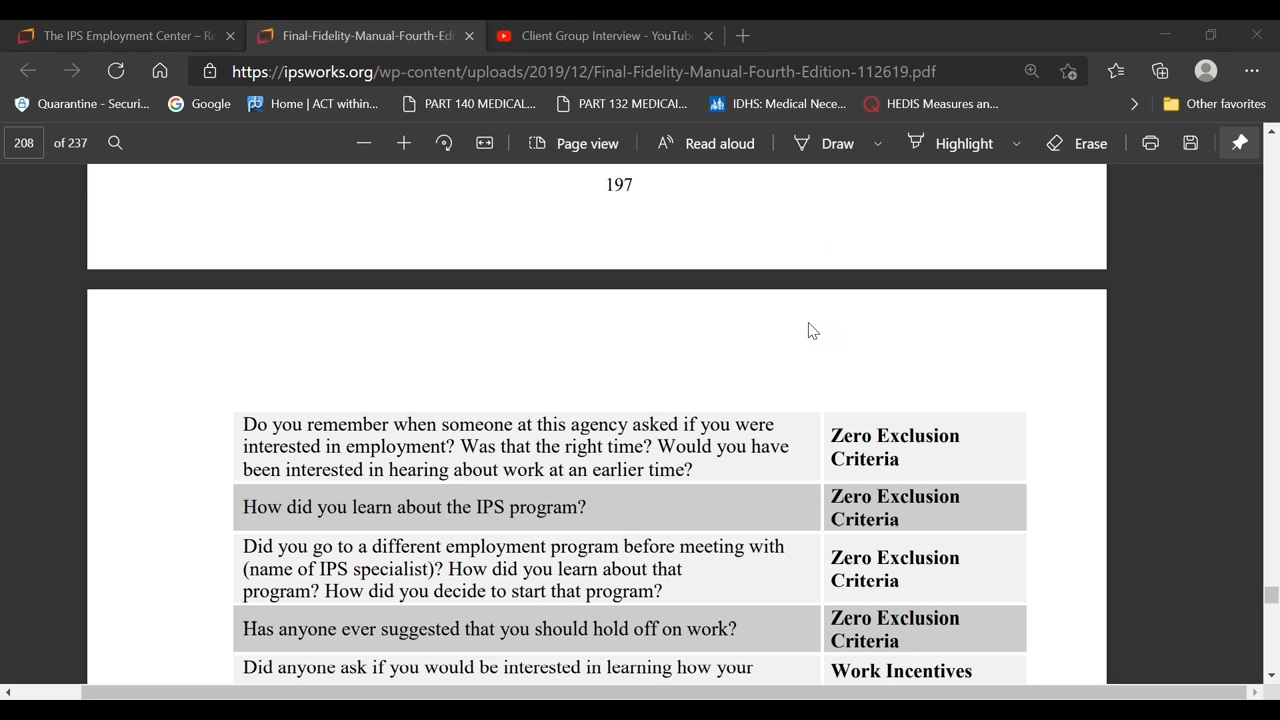 The IPS Employment Center – Re
Final-Fidelity-Manual-Fourth-Edi
Client Group Interview - YouTub
https://ipsworks.org/wp-content/uploads/2019/12/Final-Fidelity-Manual-Fourth-Edition-112619.pdf
Quarantine - Securi...
Google
Home | ACT within...
PART 140 MEDICAL...
PART 132 MEDICAl...
IDHS: Medical Nece...
HEDIS Measures an...
Other favorites
208 of 237
Page view
Read aloud
Draw
Highlight
Erase
197
Do you remember when someone at this agency asked if you were
interested in employment? Was that the right time? Would you have
been interested in hearing about work at an earlier time?
Zero Exclusion
Criteria
How did you learn about the IPS program?
Zero Exclusion
Criteria
Did you go to a different employment program before meeting with
(name of IPS specialist)? How did you learn about that
program? How did you decide to start that program?
Zero Exclusion
Criteria
Has anyone ever suggested that you should hold off on work?
Zero Exclusion
Criteria
Did anyone ask if you would be interested in learning how your
Work Incentives